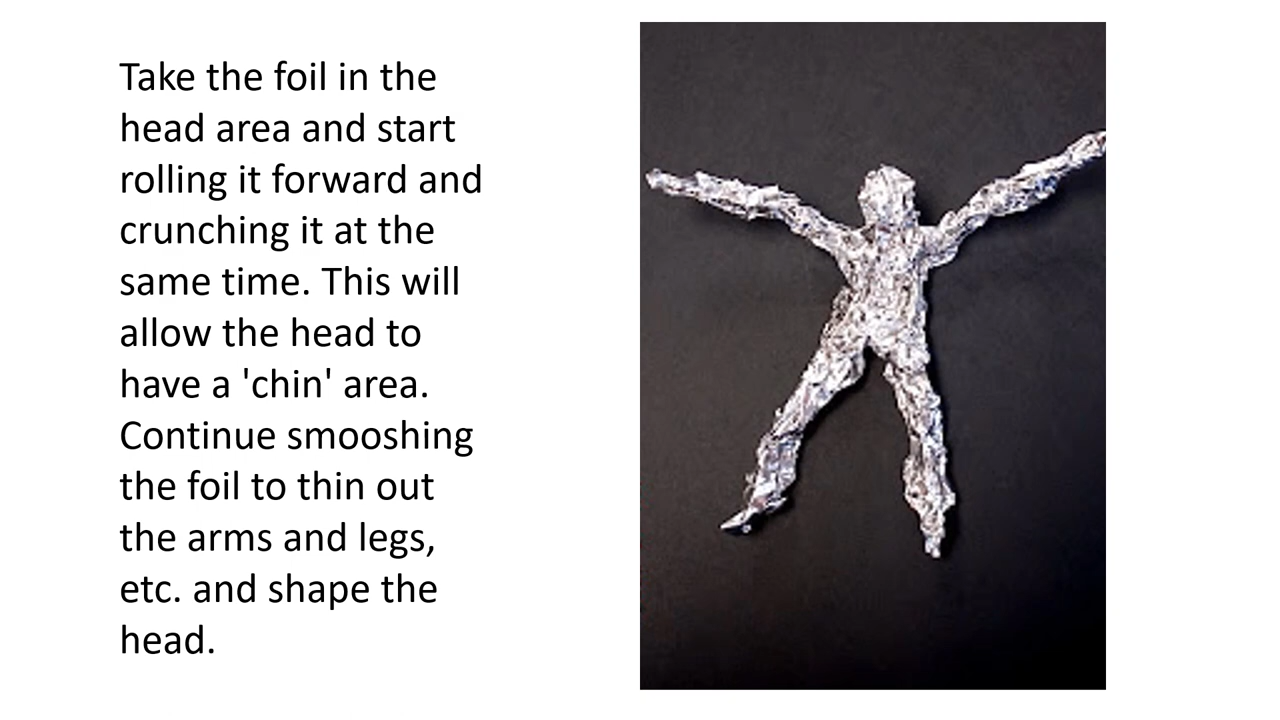 Take the foil in the
head area and start
rolling it forward and
crunching it at the
same time. This will
allow the head to
have a 'chin' area.
Continue smooshing
the foil to thin out
the arms and legs,
etc. and shape the
head.